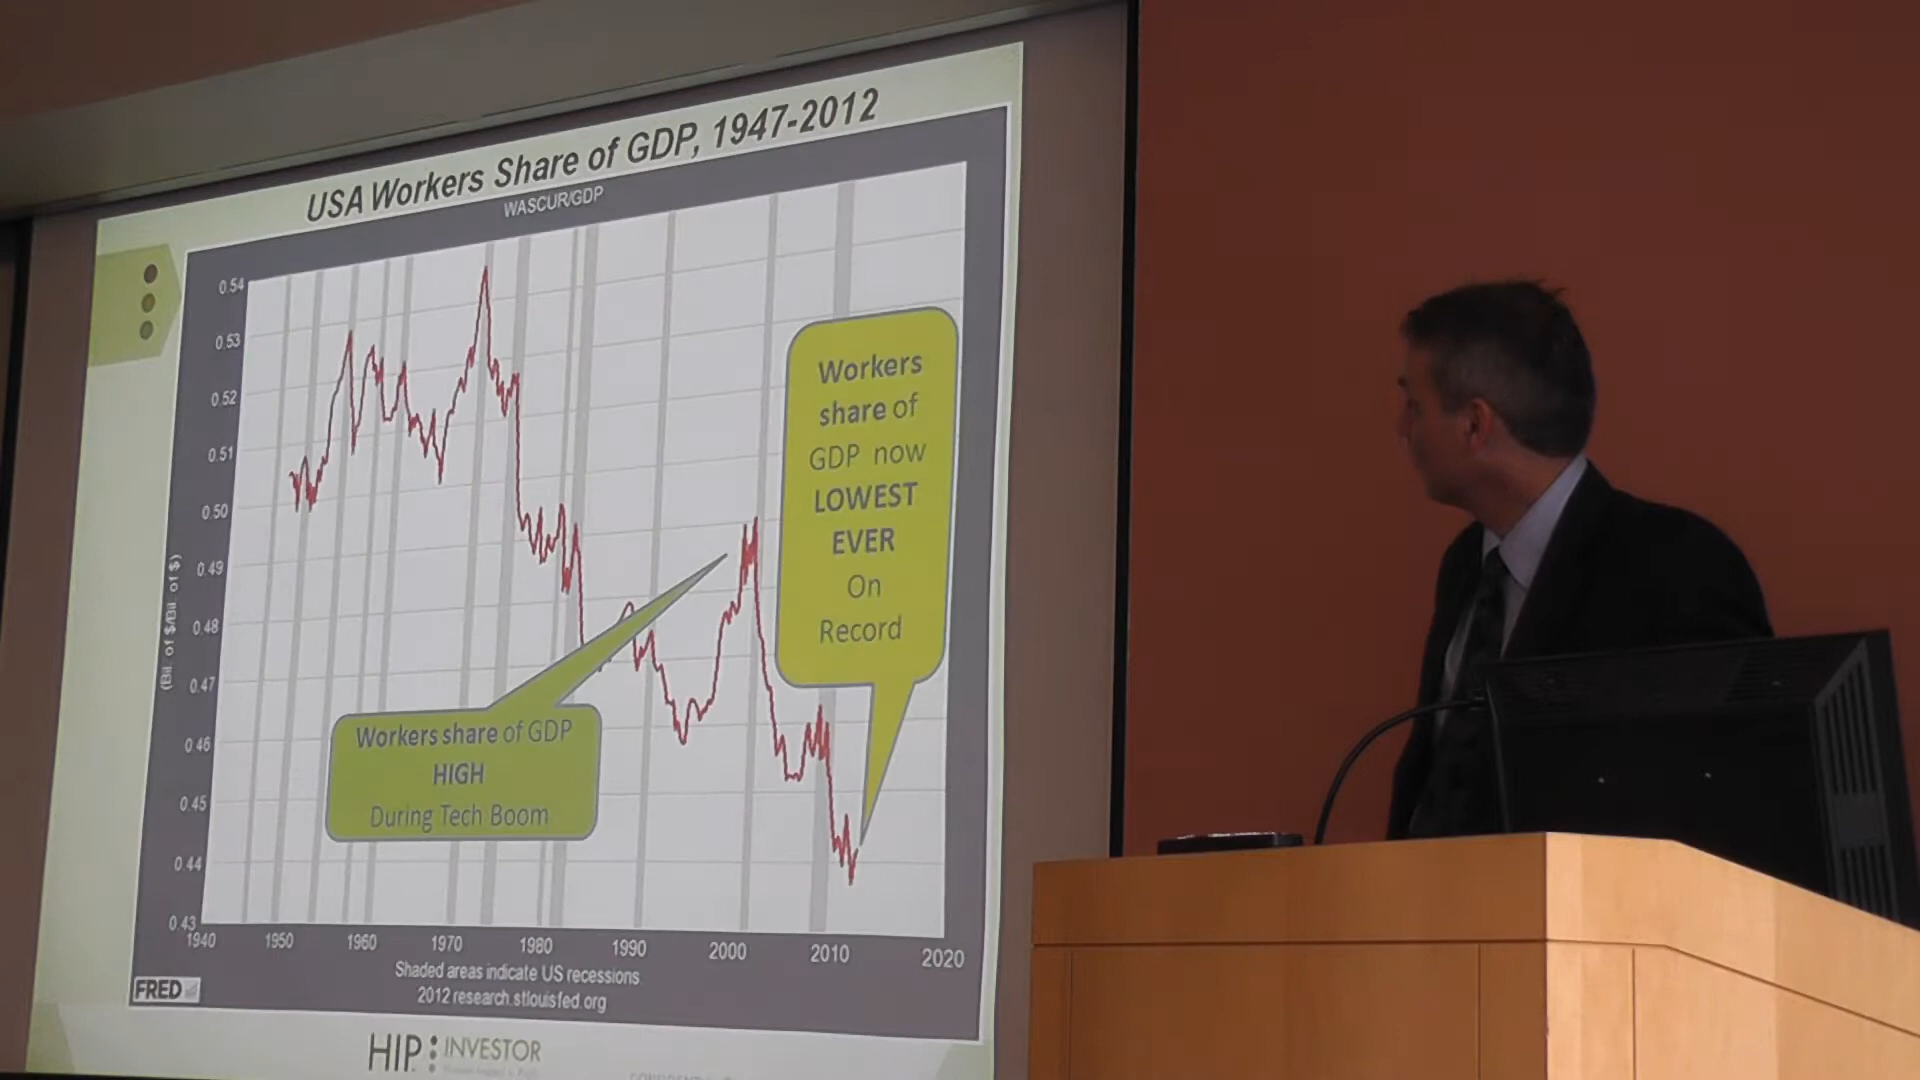 USA Workers Share of GDP, 1947-2012
WASCUR/GDP
0.54
0.53
0.52
0.51
0.50
0.49
0.48
0.47
0.46
0.45
0.44
0.43
(Bil. of $/Bil. of $)
Workers
share of
GDP now
LOWEST
EVER
On
Record
Workers share of GDP
HIGH
During Tech Boom
1940 1950 1960 1970 1980 1990 2000 2010 2020
Shaded areas indicate US recessions.
2012 research.stlouisfed.org
FRED
HIP: INVESTOR